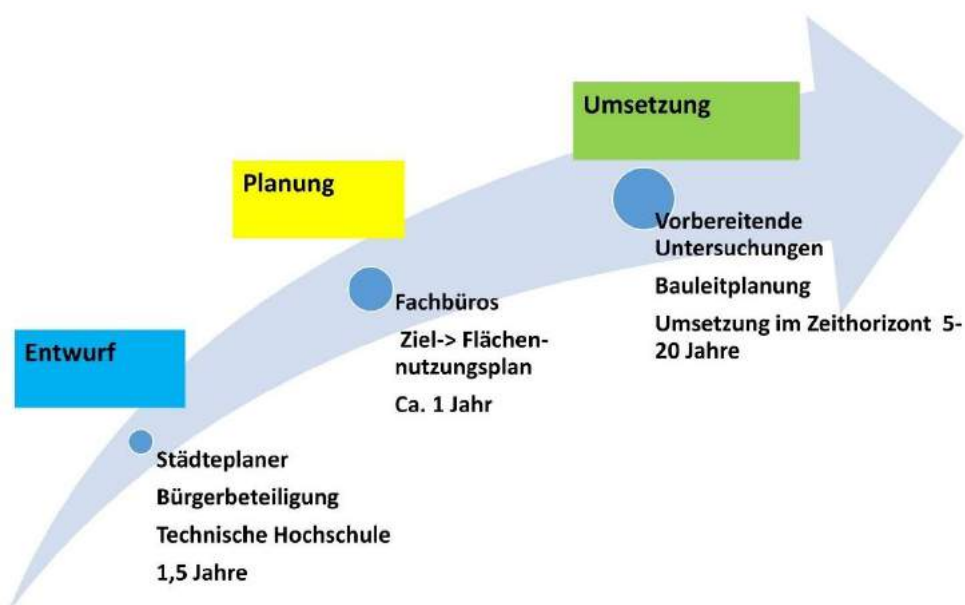 Entwurf
Städteplaner
Bürgerbeteiligung
Technische Hochschule
1,5 Jahre
Planung
Fachbüros
Ziel-> Flächen-
nutzungsplan
Ca. 1 Jahr
Umsetzung
Vorbereitende
Untersuchungen
Bauleitplanung
Umsetzung im Zeithorizont 5-
20 Jahre